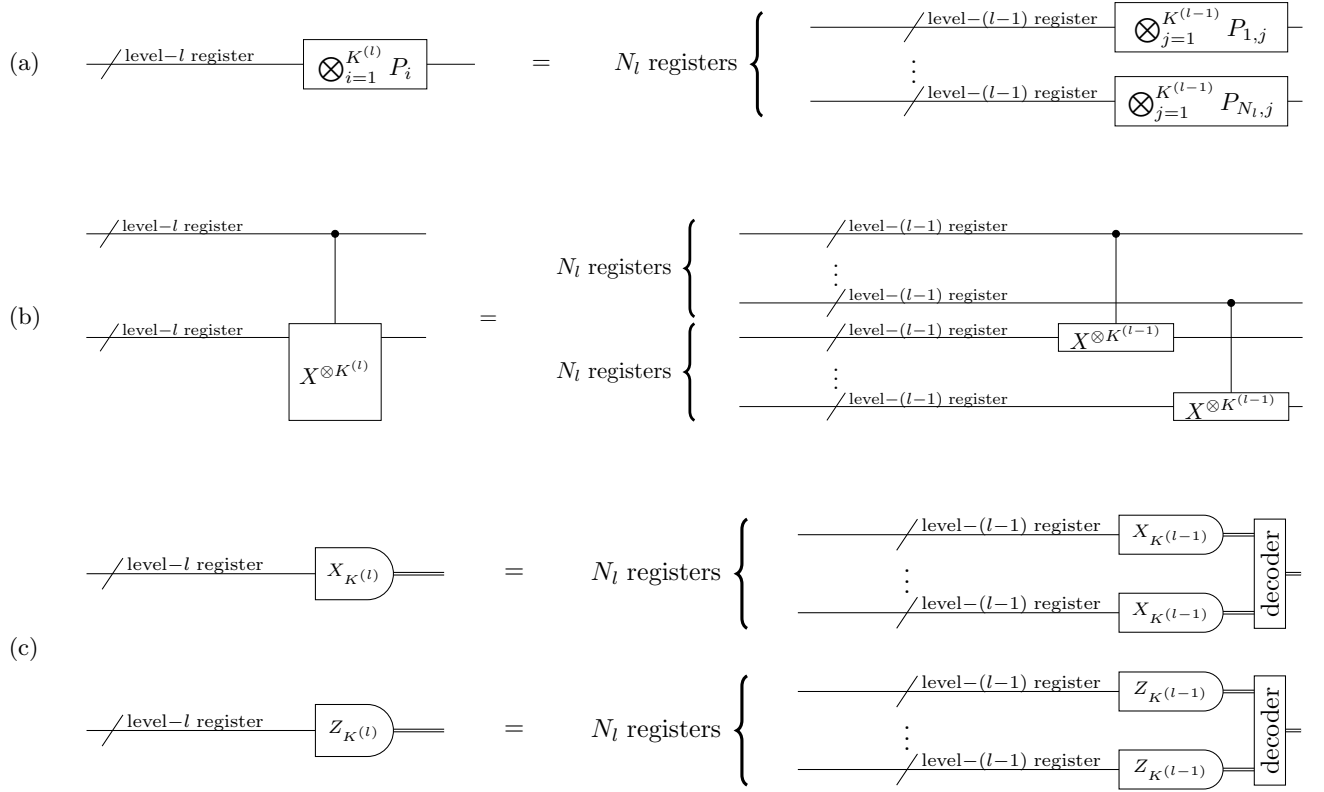 (a)
level−l register
⊗_{i=1}^{K^{(l)}} P_i
=
N_l registers
level−(l−1) register
⊗_{j=1}^{K^{(l−1)}} P_{1,j}
⋮
level−(l−1) register
⊗_{j=1}^{K^{(l−1)}} P_{N_l,j}
(b)
level−l register
level−l register
X^{⊗K^{(l)}}
=
N_l registers
level−(l−1) register
⋮
level−(l−1) register
N_l registers
level−(l−1) register
X^{⊗K^{(l−1)}}
⋮
level−(l−1) register
X^{⊗K^{(l−1)}}
(c)
level−l register
X_{K^{(l)}}
=
N_l registers
level−(l−1) register
X_{K^{(l−1)}}
⋮
level−(l−1) register
X_{K^{(l−1)}}
decoder
level−l register
Z_{K^{(l)}}
=
N_l registers
level−(l−1) register
Z_{K^{(l−1)}}
⋮
level−(l−1) register
Z_{K^{(l−1)}}
decoder